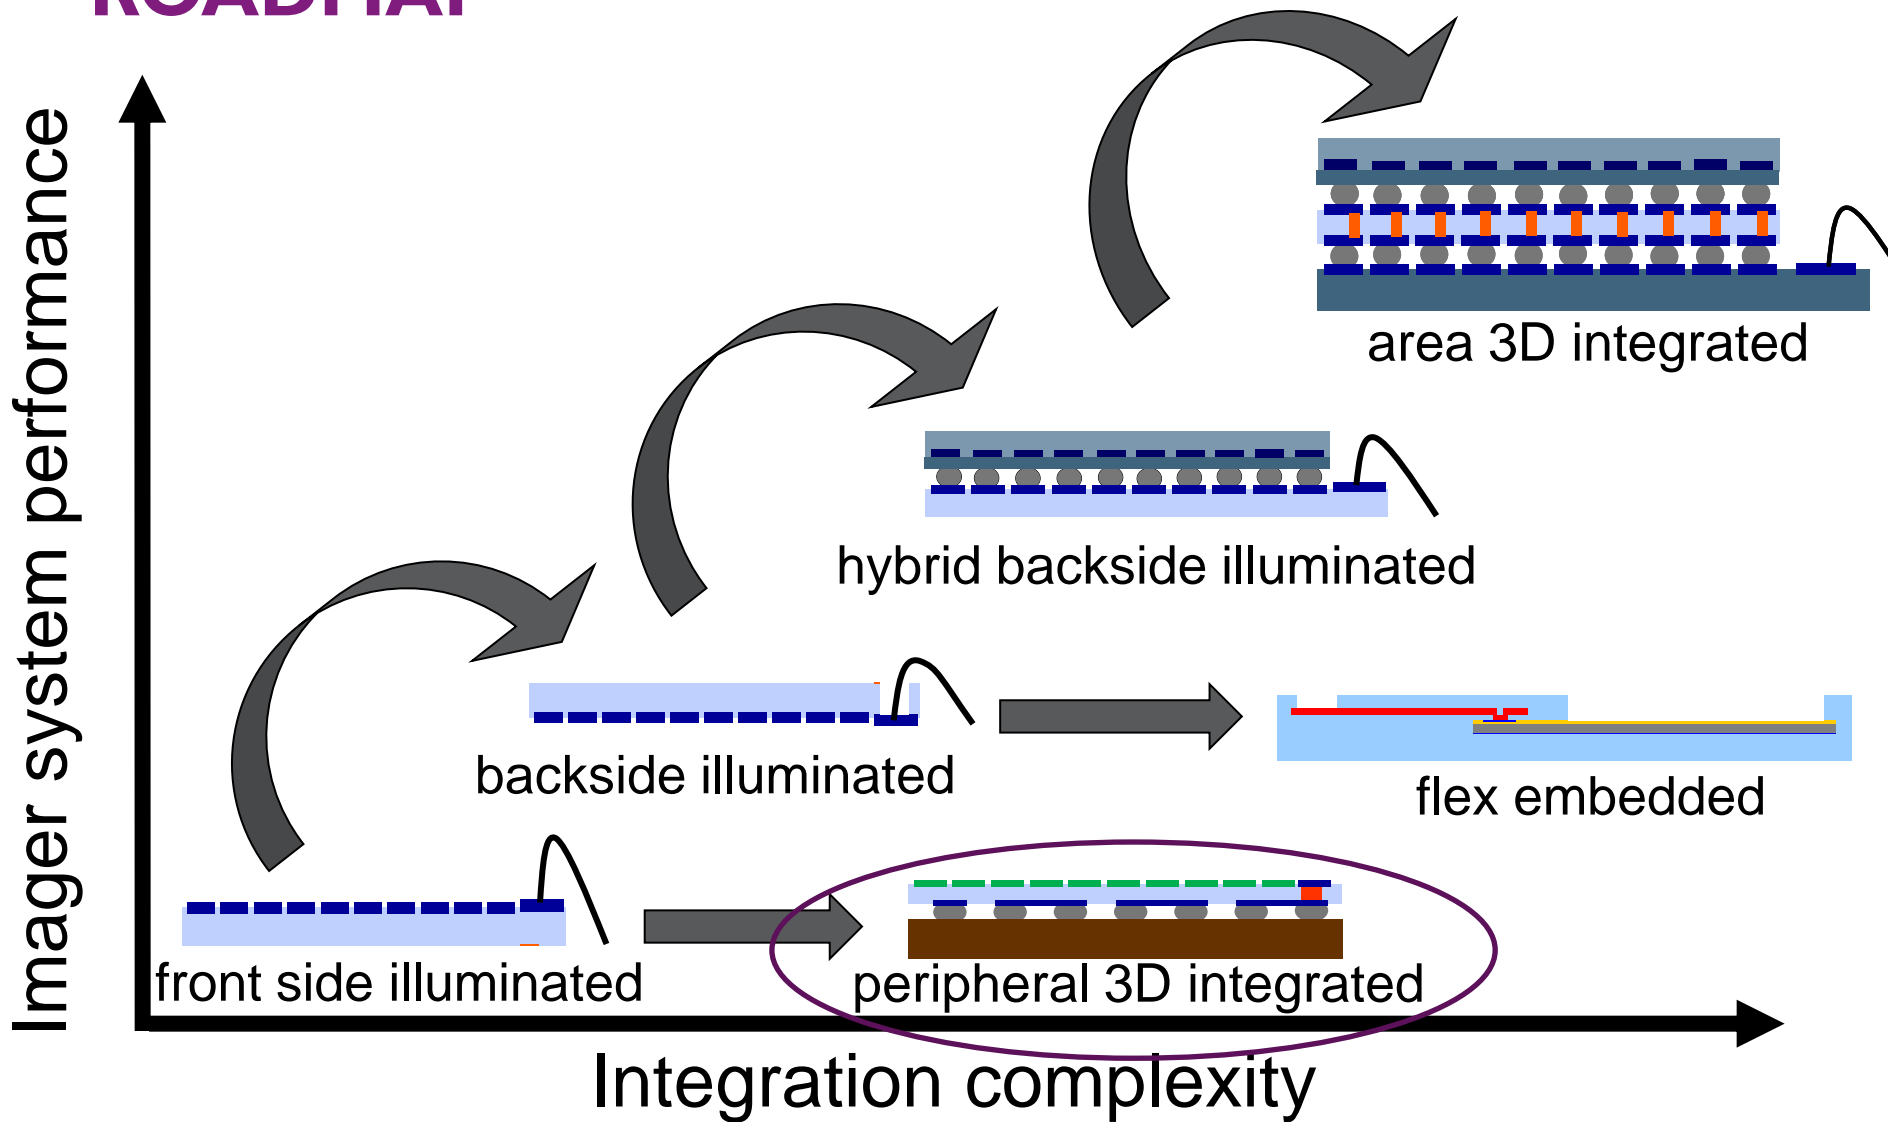 ROADMAP
Imager system performance
area 3D integrated
hybrid backside illuminated
backside illuminated
flex embedded
front side illuminated
peripheral 3D integrated
Integration complexity